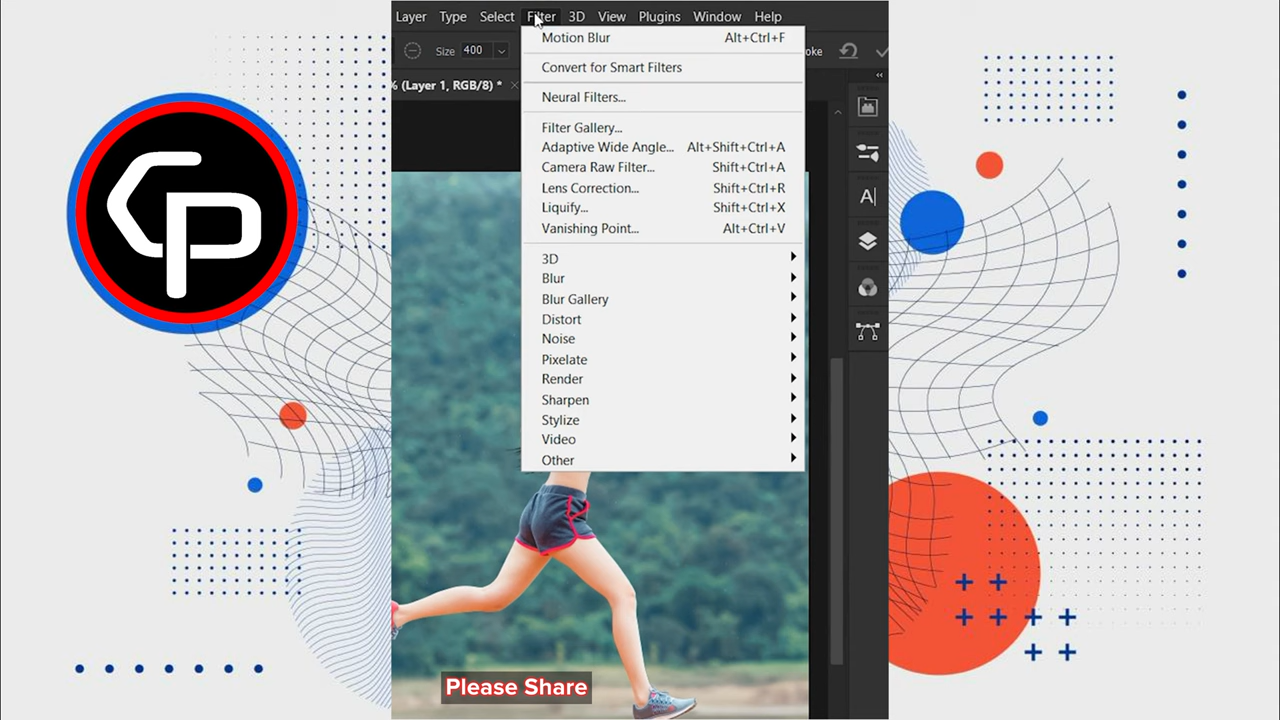 CP
Layer Type Select Filter 3D View Plugins Window Help
Size 400
oke
% (Layer 1, RGB/8) *
Motion Blur Alt+Ctrl+F
Convert for Smart Filters
Neural Filters...
Filter Gallery...
Adaptive Wide Angle... Alt+Shift+Ctrl+A
Camera Raw Filter... Shift+Ctrl+A
Lens Correction... Shift+Ctrl+R
Liquify... Shift+Ctrl+X
Vanishing Point... Alt+Ctrl+V
3D
Blur
Blur Gallery
Distort
Noise
Pixelate
Render
Sharpen
Stylize
Video
Other
Please Share